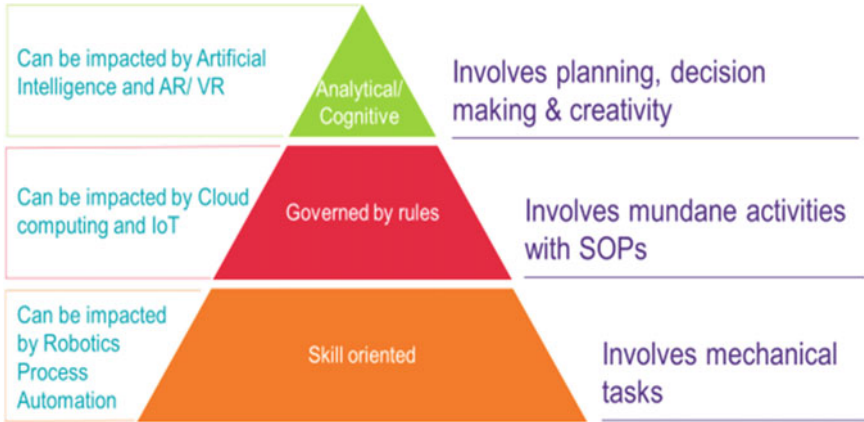 Can be impacted by Artificial
Intelligence and AR/ VR
Analytical/
Cognitive
Involves planning, decision
making & creativity
Can be impacted by Cloud
computing and IoT
Governed by rules
Involves mundane activities
with SOPs
Can be impacted
by Robotics
Process
Automation
Skill oriented
Involves mechanical
tasks